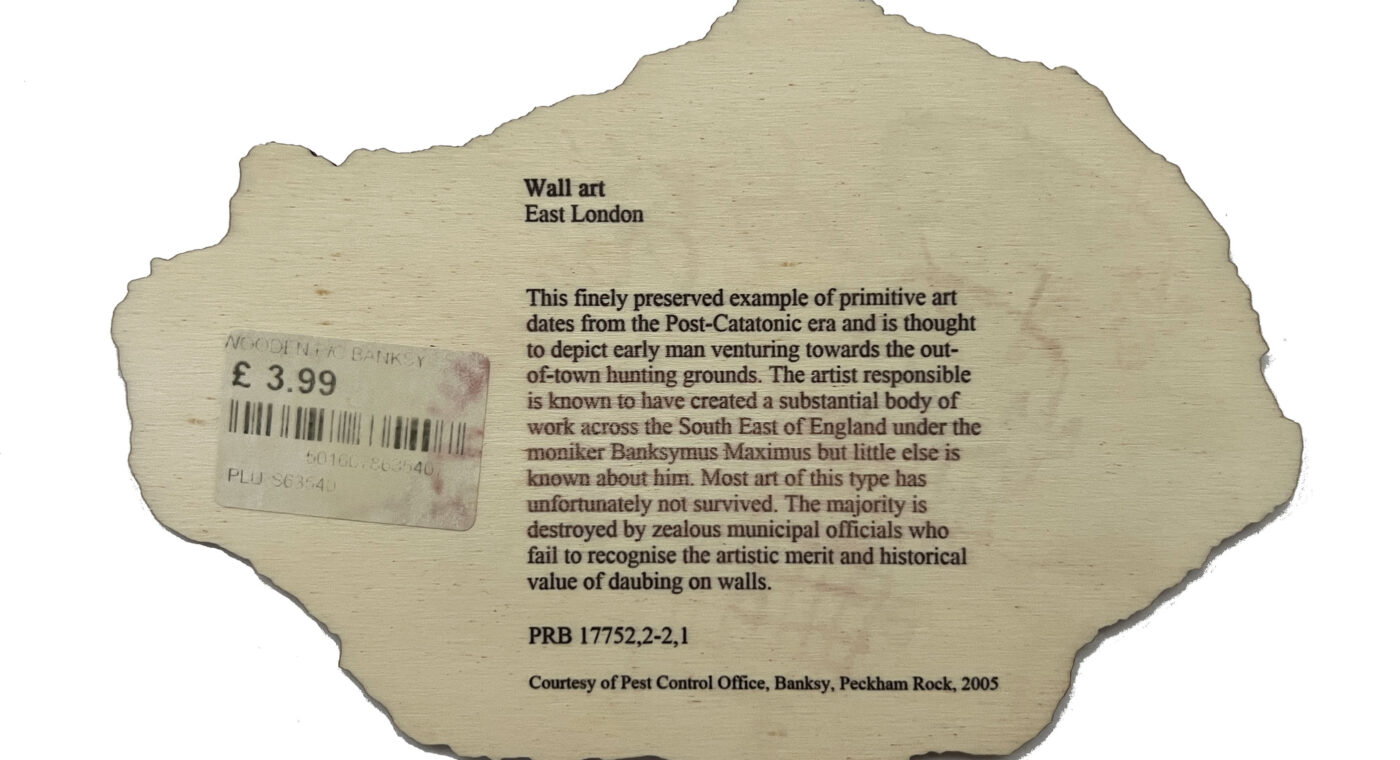 Wall art
East London
This finely preserved example of primitive art
dates from the Post-Catatonic era and is thought
to depict early man venturing towards the out-
of-town hunting grounds. The artist responsible
is known to have created a substantial body of
work across the South East of England under the
moniker Banksymus Maximus but little else is
known about him. Most art of this type has
unfortunately not survived. The majority is
destroyed by zealous municipal officials who
fail to recognise the artistic merit and historical
value of daubing on walls.
PRB 17752,2-2,1
Courtesy of Pest Control Office, Banksy, Peckham Rock, 2005
WOODEN P/C BANKSY
£ 3.99
PLU S63540